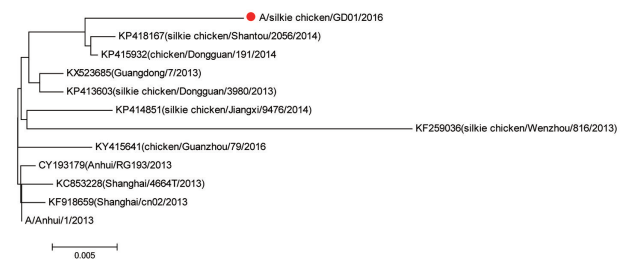 A/silkie chicken/GD01/2016
KP418167(silkie chicken/Shantou/2056/2014)
KP415932(chicken/Dongguan/191/2014
KX523685(Guangdong/7/2013)
KP413603(silkie chicken/Dongguan/3980/2013)
KP414851(silkie chicken/Jiangxi/9476/2014)
KF259036(silkie chicken/Wenzhou/816/2013)
KY415641(chicken/Guanzhou/79/2016
CY193179(Anhui/RG193/2013
KC853228(Shanghai/4664T/2013)
KF918659(Shanghai/cn02/2013
A/Anhui/1/2013
0.005